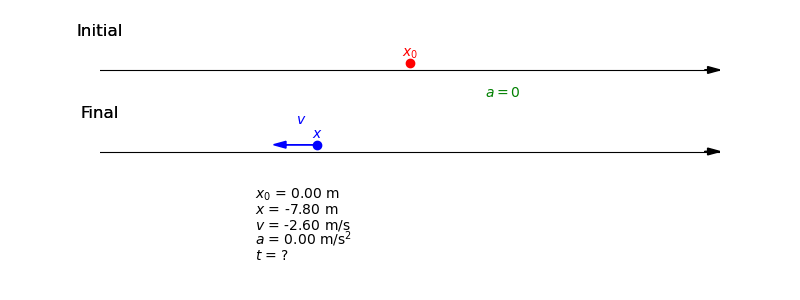 Initial
x₀
a = 0
Final
v
x
x₀ = 0.00 m
x = -7.80 m
v = -2.60 m/s
a = 0.00 m/s²
t = ?